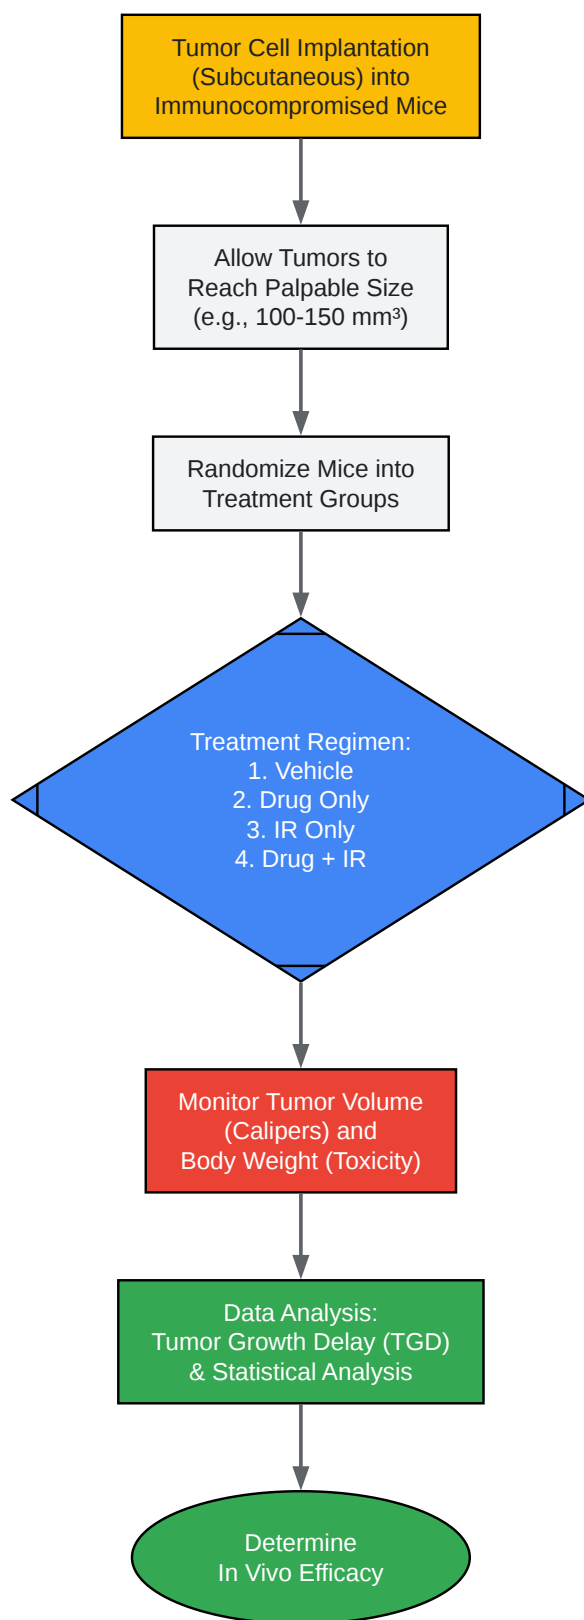 Tumor Cell Implantation
(Subcutaneous) into
Immunocompromised Mice
Allow Tumors to
Reach Palpable Size
(e.g., 100-150 mm³)
Randomize Mice into
Treatment Groups
Treatment Regimen:
1. Vehicle
2. Drug Only
3. IR Only
4. Drug + IR
Monitor Tumor Volume
(Calipers) and
Body Weight (Toxicity)
Data Analysis:
Tumor Growth Delay (TGD)
& Statistical Analysis
Determine
In Vivo Efficacy